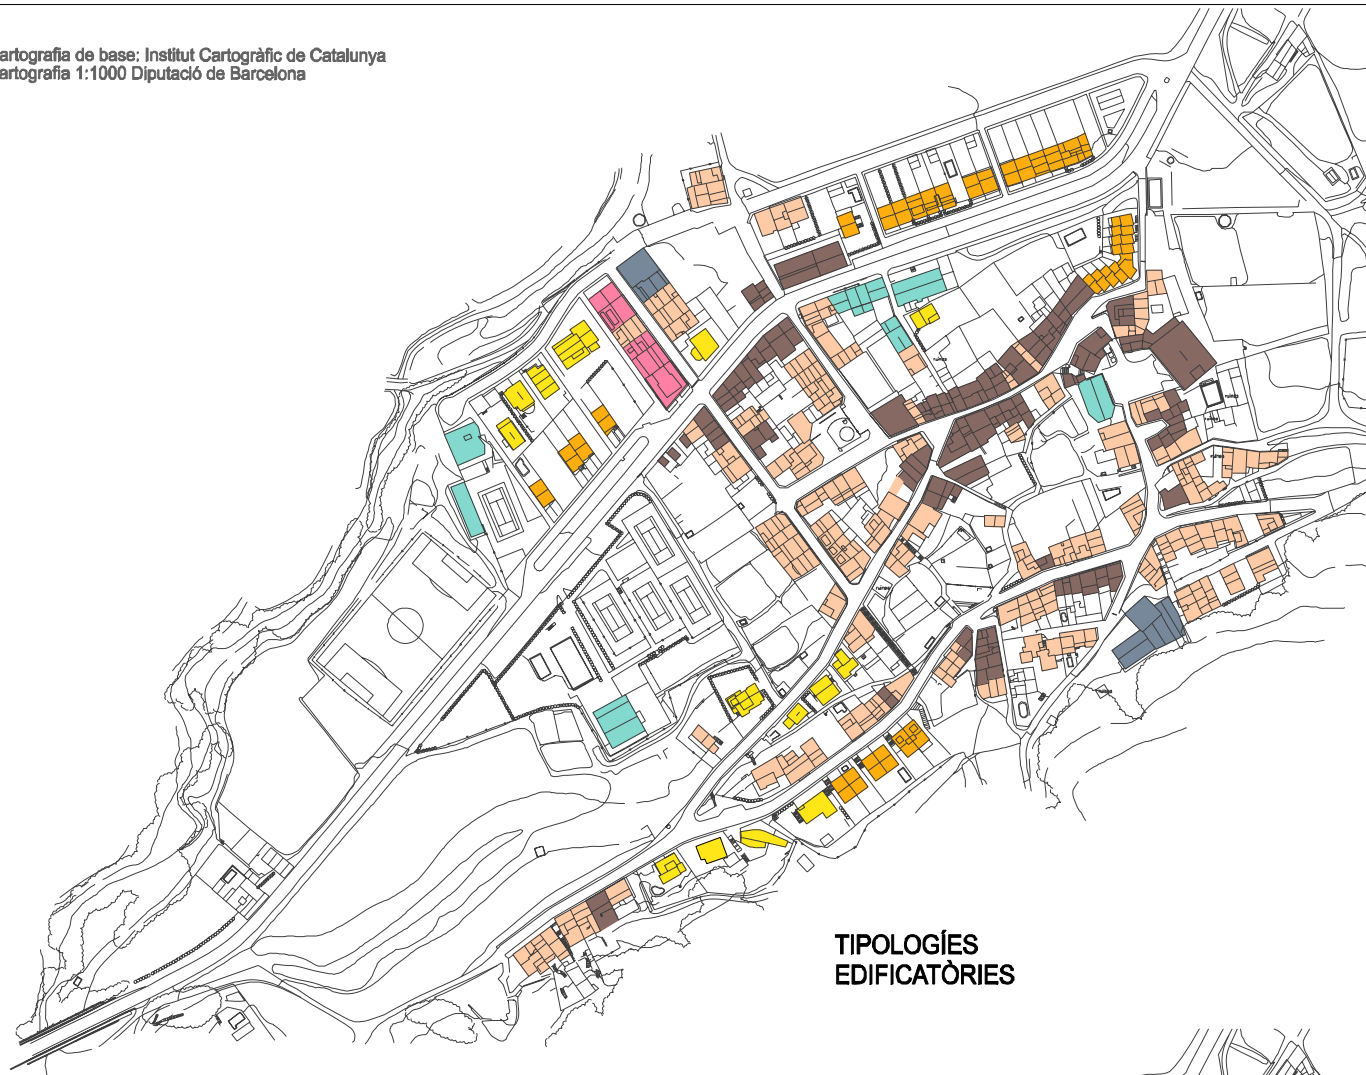 artografia de base: Institut Cartogràfic de Catalunya
artografia 1:1000 Diputació de Barcelona
TIPOLOGÍES
EDIFICATÒRIES